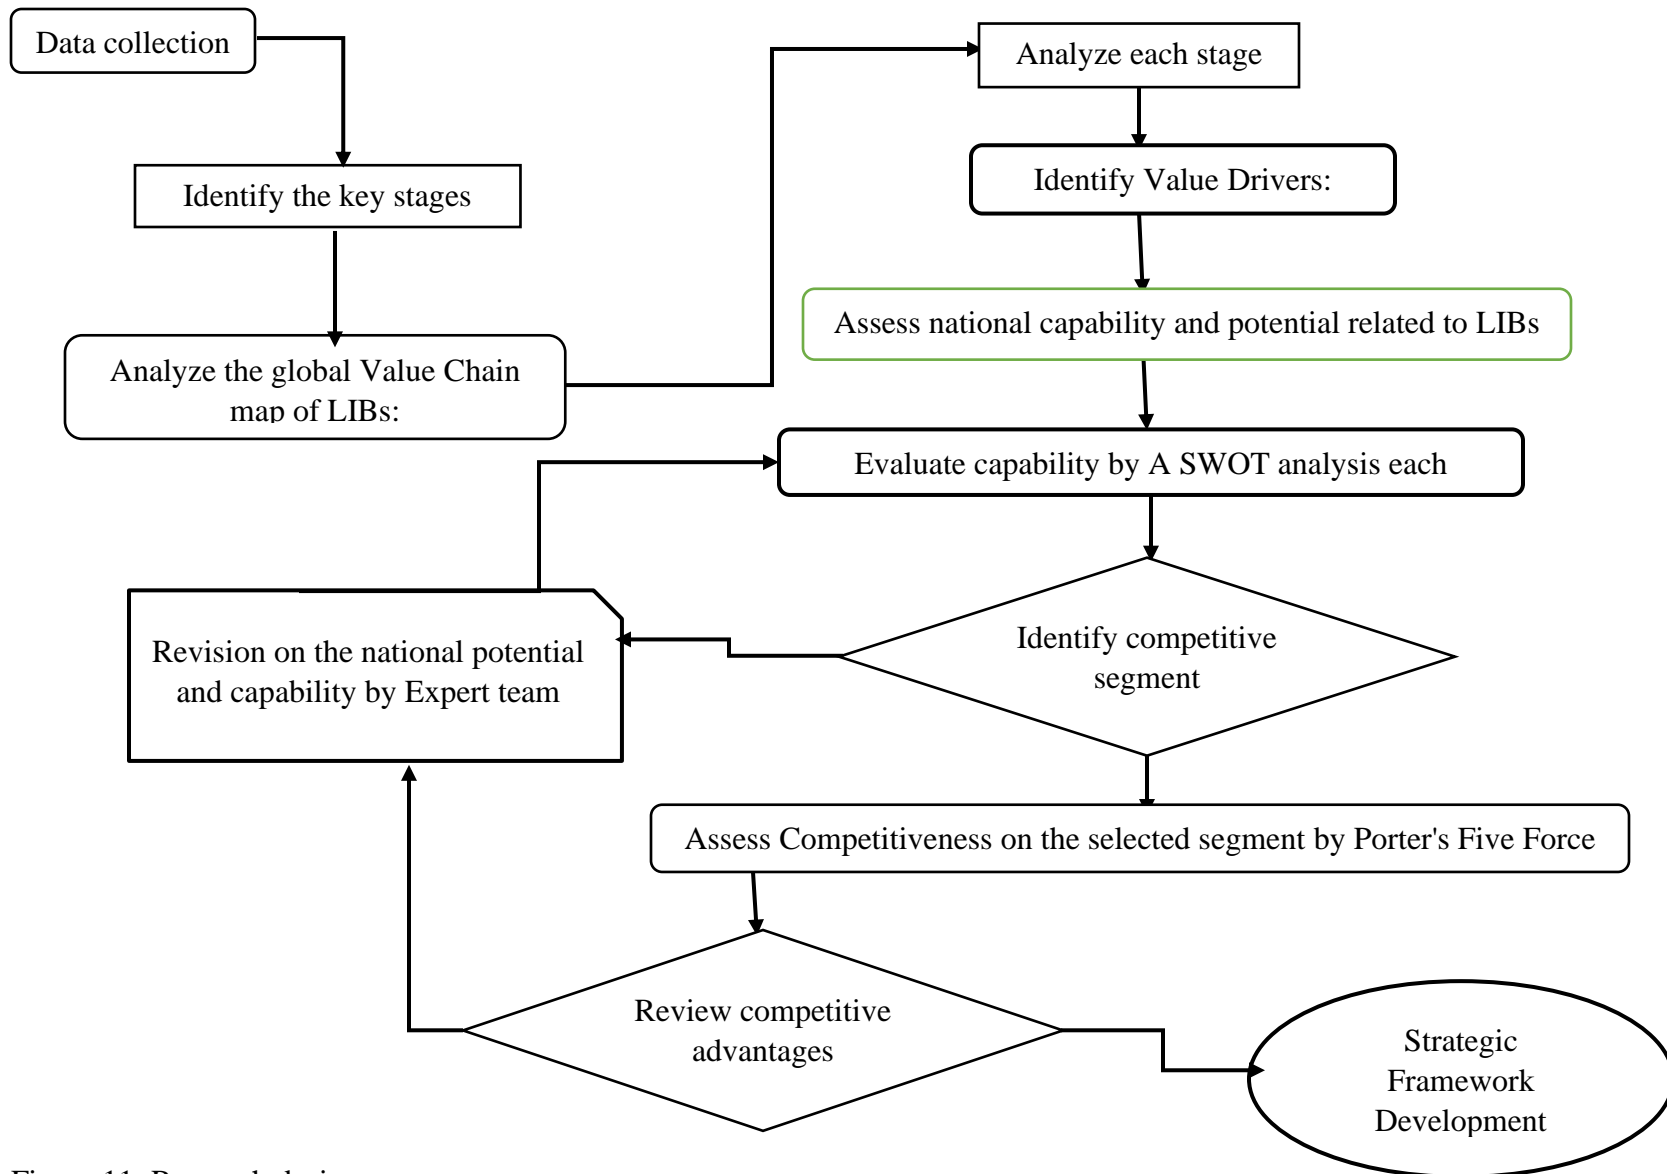 Data collection
Identify the key stages
Analyze the global Value Chain
map of LIBs:
Analyze each stage
Identify Value Drivers:
Assess national capability and potential related to LIBs
Evaluate capability by A SWOT analysis each
Identify competitive
segment
Revision on the national potential
and capability by Expert team
Assess Competitiveness on the selected segment by Porter's Five Force
Review competitive
advantages
Strategic
Framework
Development